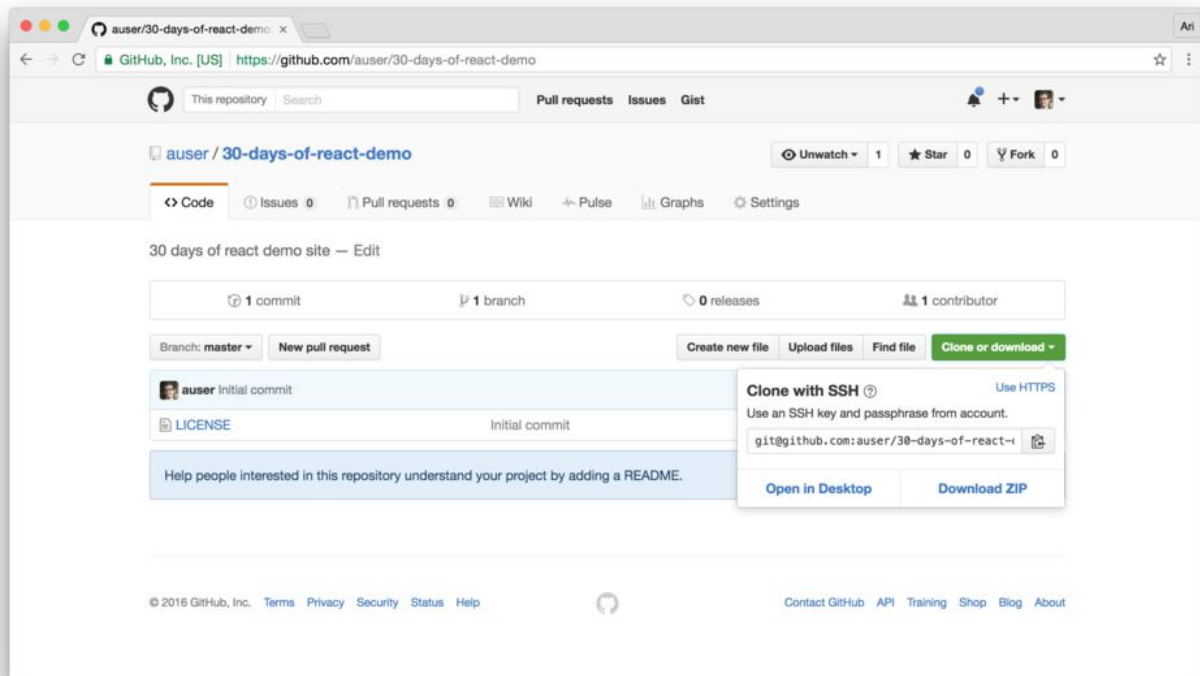 auser/30-days-of-react-demo
Ari
GitHub, Inc. [US] https://github.com/auser/30-days-of-react-demo
This repository Search Pull requests Issues Gist
auser / 30-days-of-react-demo Unwatch 1 Star 0 Fork 0
Code Issues 0 Pull requests 0 Wiki Pulse Graphs Settings
30 days of react demo site — Edit
1 commit 1 branch 0 releases 1 contributor
Branch: master New pull request Create new file Upload files Find file Clone or download
auser Initial commit
LICENSE Initial commit
Help people interested in this repository understand your project by adding a README.
Clone with SSH Use HTTPS
Use an SSH key and passphrase from account.
git@github.com:auser/30-days-of-react-
Open in Desktop Download ZIP
© 2016 GitHub, Inc. Terms Privacy Security Status Help Contact GitHub API Training Shop Blog About